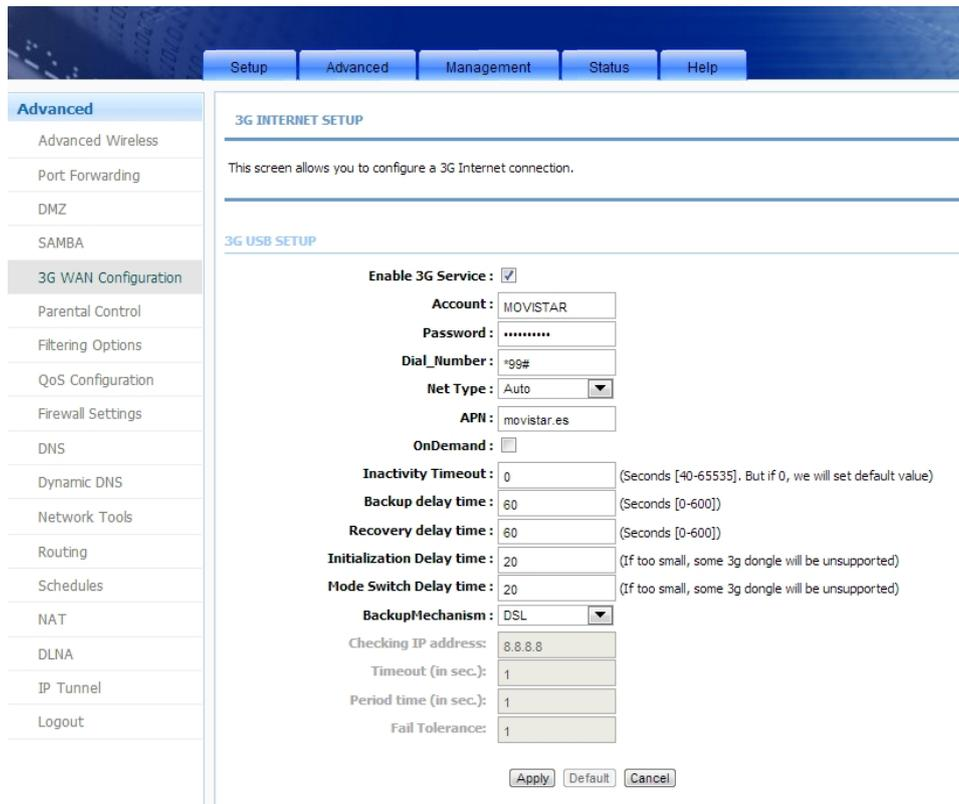 Setup Advanced Management Status Help
Advanced
Advanced Wireless
Port Forwarding
DMZ
SAMBA
3G WAN Configuration
Parental Control
Filtering Options
QoS Configuration
Firewall Settings
DNS
Dynamic DNS
Network Tools
Routing
Schedules
NAT
DLNA
IP Tunnel
Logout
3G INTERNET SETUP
This screen allows you to configure a 3G Internet connection.
3G USB SETUP
Enable 3G Service :
Account : MOVISTAR
Password : ••••••••••
Dial_Number : *99#
Net Type : Auto
APN : movistar.es
OnDemand :
Inactivity Timeout : 0 (Seconds [40-65535]. But if 0, we will set default value)
Backup delay time : 60 (Seconds [0-600])
Recovery delay time : 60 (Seconds [0-600])
Initialization Delay time : 20 (If too small, some 3g dongle will be unsupported)
Mode Switch Delay time : 20 (If too small, some 3g dongle will be unsupported)
BackupMechanism : DSL
Checking IP address: 8.8.8.8
Timeout (in sec.): 1
Period time (in sec.): 1
Fail Tolerance: 1
Apply Default Cancel